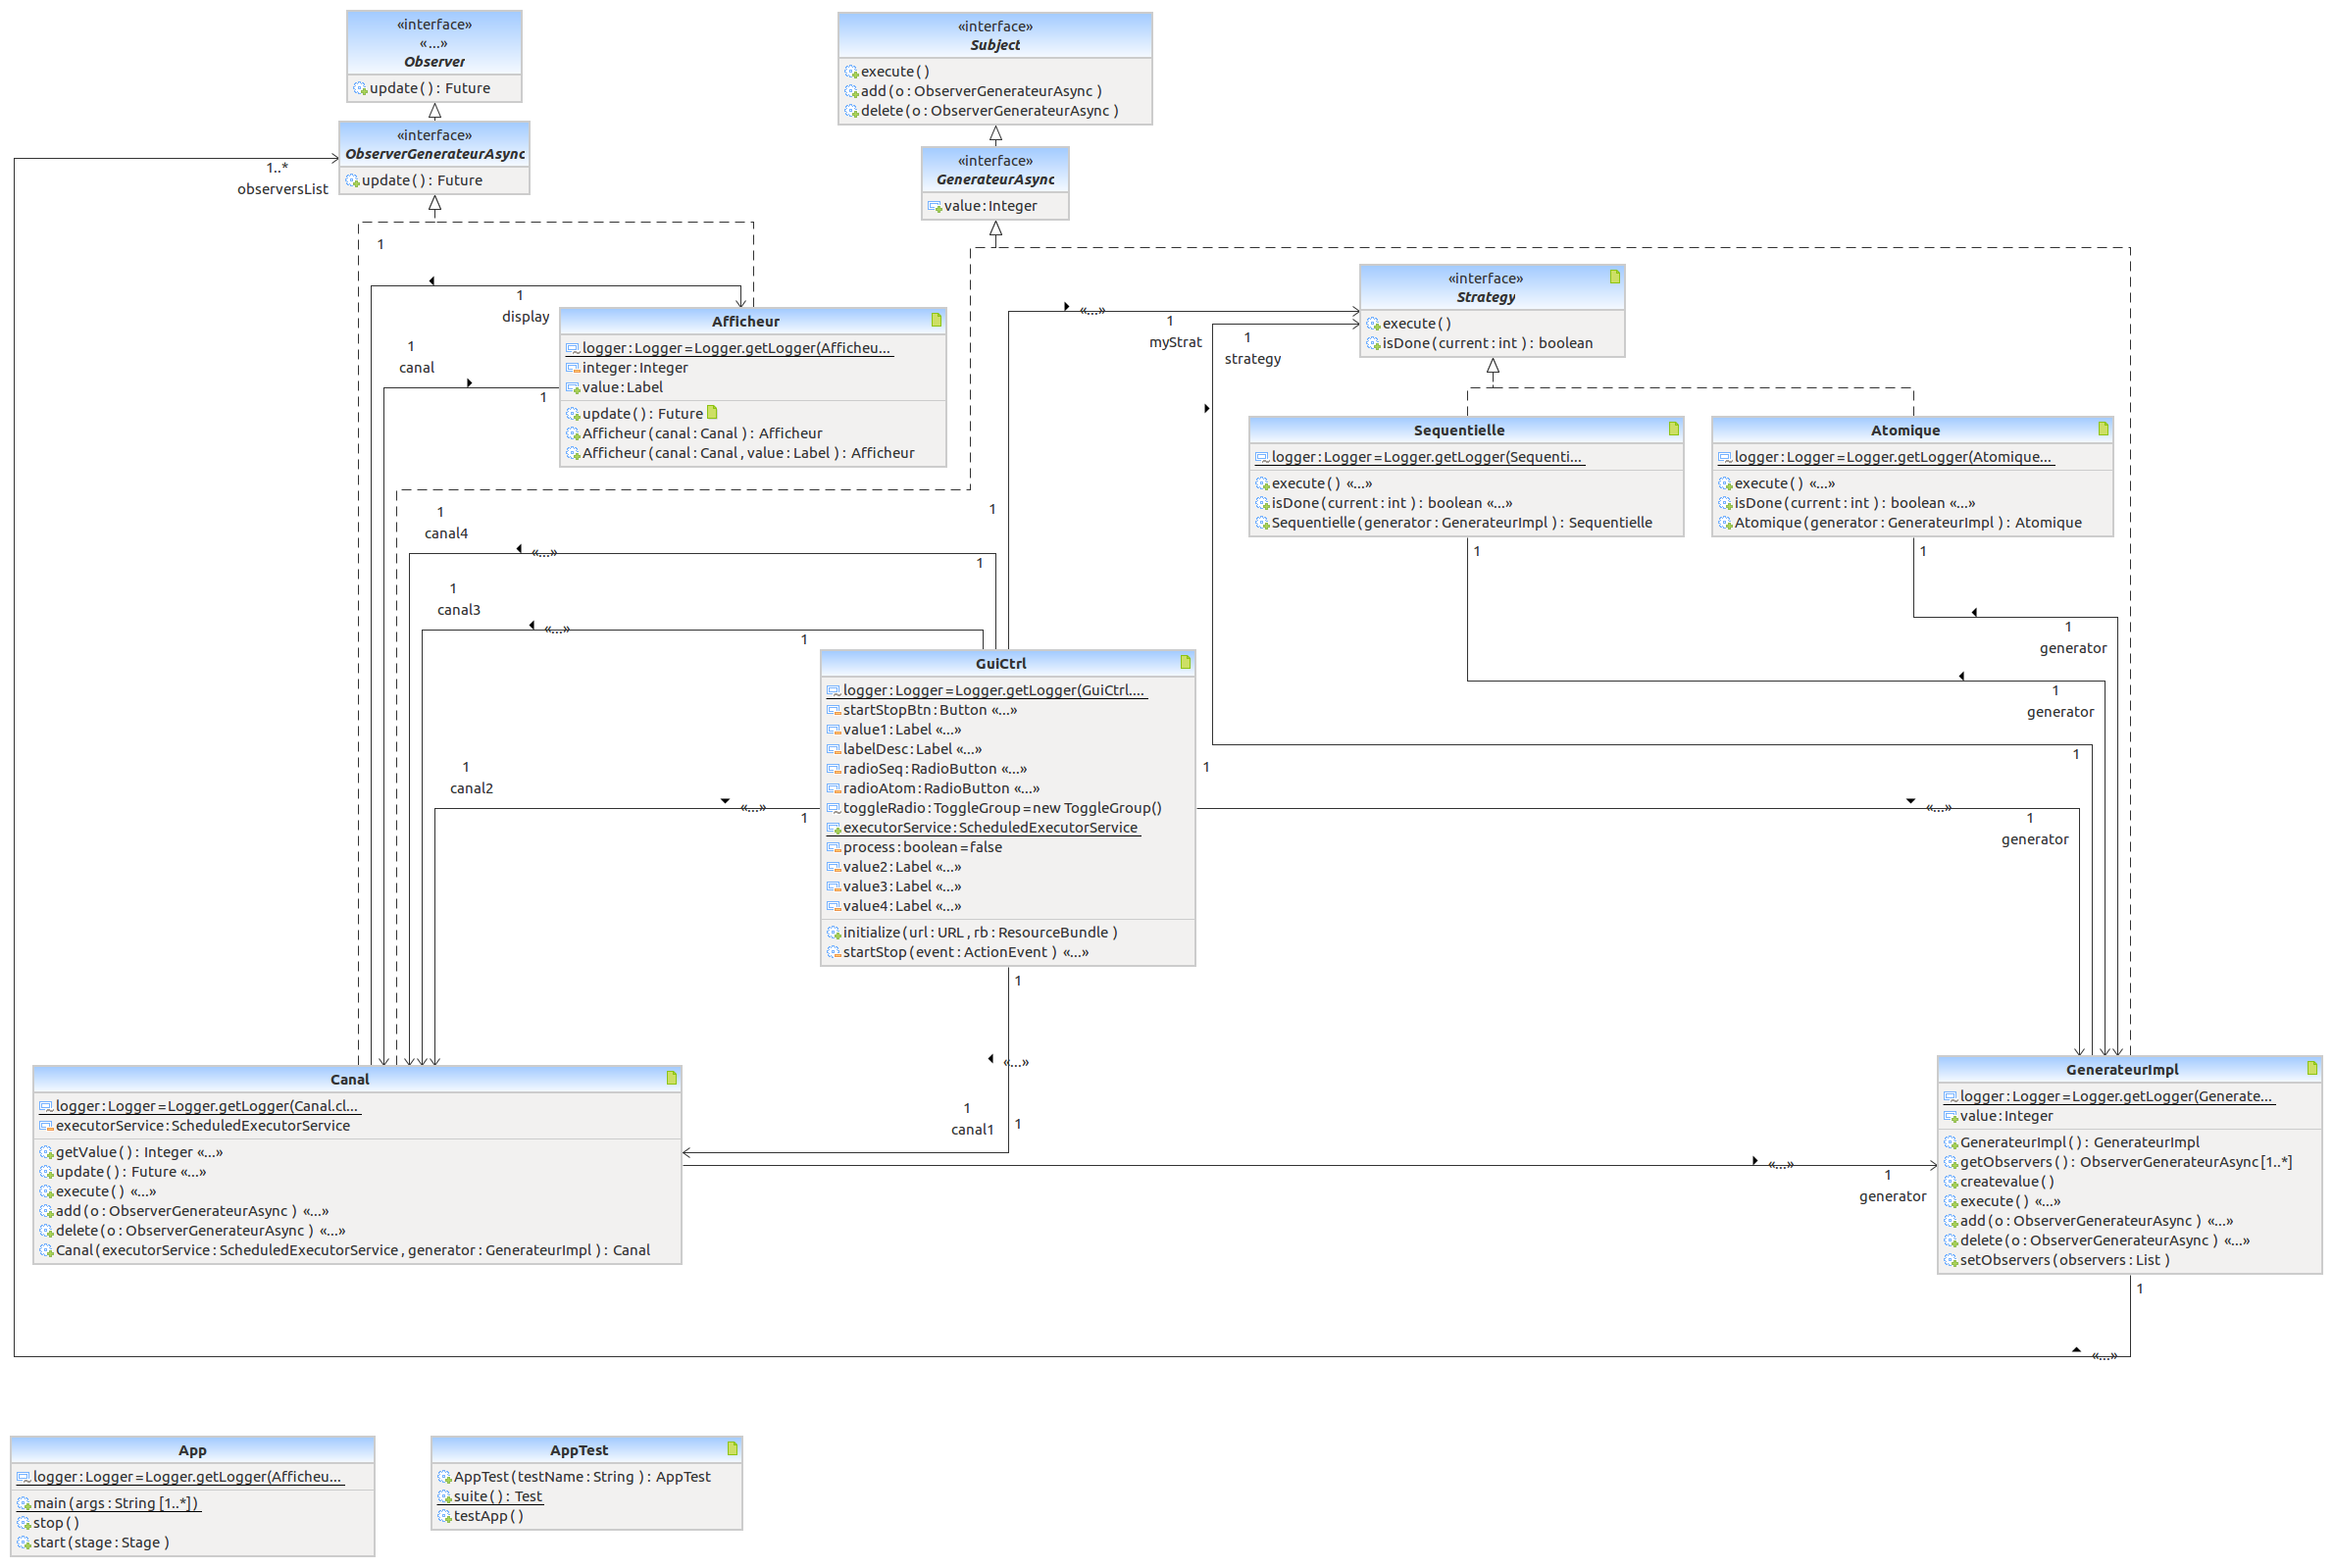 «interface»
«...»
Observer
update() : Future
«interface»
Subject
execute()
add(o : ObserverGenerateurAsync )
delete(o : ObserverGenerateurAsync )
«interface»
ObserverGenerateurAsync
update() : Future
1..*
observersList
«interface»
GenerateurAsync
value:Integer
1
1
display
1
canal
1
Afficheur
logger:Logger=Logger.getLogger(Afficheu...
integer:Integer
value:Label
update() : Future
Afficheur(canal : Canal ) : Afficheur
Afficheur(canal : Canal , value : Label ) : Afficheur
«...»
1
myStrat
1
strategy
«interface»
Strategy
execute()
isDone(current : int ) : boolean
Sequentielle
logger:Logger=Logger.getLogger(Sequenti...
execute() «...»
isDone(current : int ) : boolean «...»
Sequentielle(generator : GenerateurImpl ) : Sequentielle
Atomique
logger:Logger=Logger.getLogger(Atomique...
execute() «...»
isDone(current : int ) : boolean «...»
Atomique(generator : GenerateurImpl ) : Atomique
1
canal4
«...»
1
1
1
canal3
«...»
1
1
1
1
generator
1
generator
1
GuiCtrl
logger:Logger=Logger.getLogger(GuiCtrl....
startStopBtn:Button «...»
value1:Label «...»
labelDesc:Label «...»
radioSeq:RadioButton «...»
radioAtom:RadioButton «...»
toggleRadio:ToggleGroup=new ToggleGroup()
executorService:ScheduledExecutorService
process:boolean=false
value2:Label «...»
value3:Label «...»
value4:Label «...»
initialize(url : URL , rb : ResourceBundle )
startStop(event : ActionEvent ) «...»
1
canal2
«...»
1
1
«...»
1
generator
1
«...»
1
canal1
1
Canal
logger:Logger=Logger.getLogger(Canal.cl...
executorService:ScheduledExecutorService
getValue() : Integer «...»
update() : Future «...»
execute() «...»
add(o : ObserverGenerateurAsync ) «...»
delete(o : ObserverGenerateurAsync ) «...»
Canal(executorService : ScheduledExecutorService , generator : GenerateurImpl ) : Canal
«...»
1
generator
GenerateurImpl
logger:Logger=Logger.getLogger(Generate...
value:Integer
GenerateurImpl() : GenerateurImpl
getObservers() : ObserverGenerateurAsync[1..*]
createvalue()
execute() «...»
add(o : ObserverGenerateurAsync ) «...»
delete(o : ObserverGenerateurAsync ) «...»
setObservers(observers : List )
1
«...»
App
logger:Logger=Logger.getLogger(Afficheu...
main(args : String [1..*])
stop()
start(stage : Stage )
AppTest
AppTest(testName : String ) : AppTest
suite() : Test
testApp()